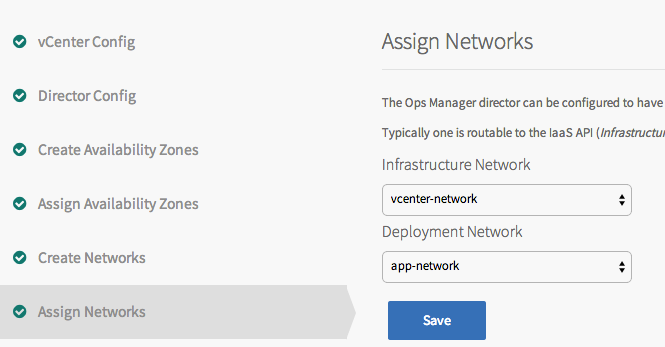 vCenter Config
Director Config
Create Availability Zones
Assign Availability Zones
Create Networks
Assign Networks
Assign Networks
The Ops Manager director can be configured to have
Typically one is routable to the IaaS API (Infrastructu
Infrastructure Network
vcenter-network
Deployment Network
app-network
Save